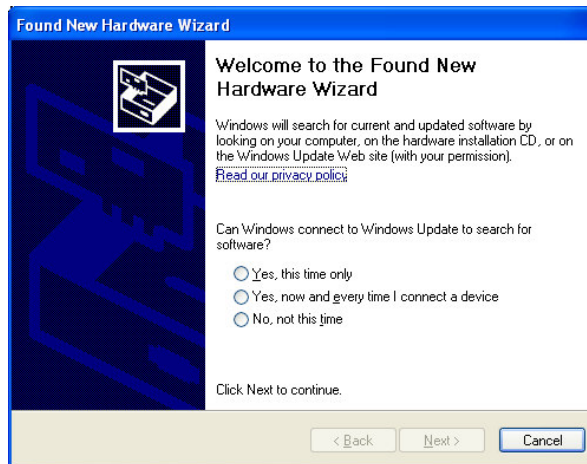 Found New Hardware Wizard
Welcome to the Found New
Hardware Wizard
Windows will search for current and updated software by
looking on your computer, on the hardware installation CD, or on
the Windows Update Web site (with your permission).
Read our privacy policy
Can Windows connect to Windows Update to search for
software?
Yes, this time only
Yes, now and every time I connect a device
No, not this time
Click Next to continue.
< Back
Next >
Cancel